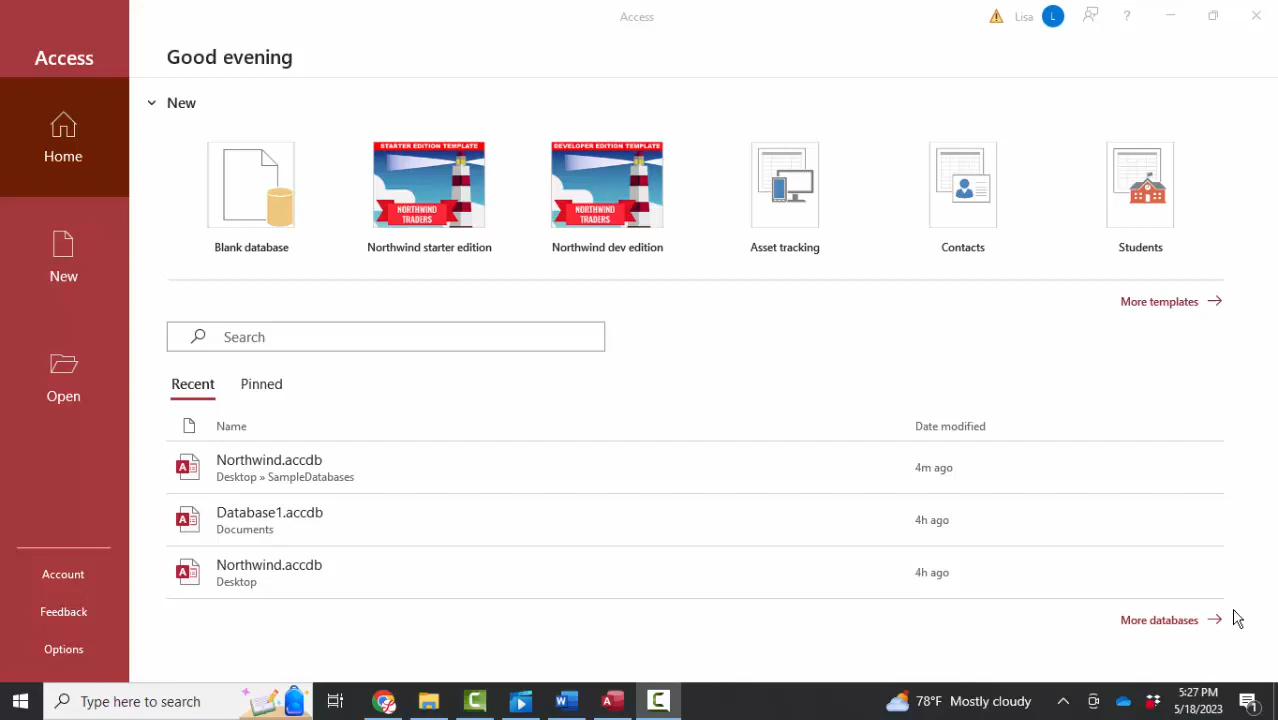 Access
Lisa
L
?
Access
Good evening
Home
New
Open
Account
Feedback
Options
New
STARTER EDITION TEMPLATE
NORTHWIND
TRADERS
DEVELOPER EDITION TEMPLATE
NORTHWIND
TRADERS
Blank database
Northwind starter edition
Northwind dev edition
Asset tracking
Contacts
Students
More templates
Search
Recent
Pinned
Name
Date modified
A
Northwind.accdb
Desktop » SampleDatabases
4m ago
A
Database1.accdb
Documents
4h ago
A
Northwind.accdb
Desktop
4h ago
More databases
Type here to search
W
A
78°F Mostly cloudy
5:27 PM
5/18/2023
1